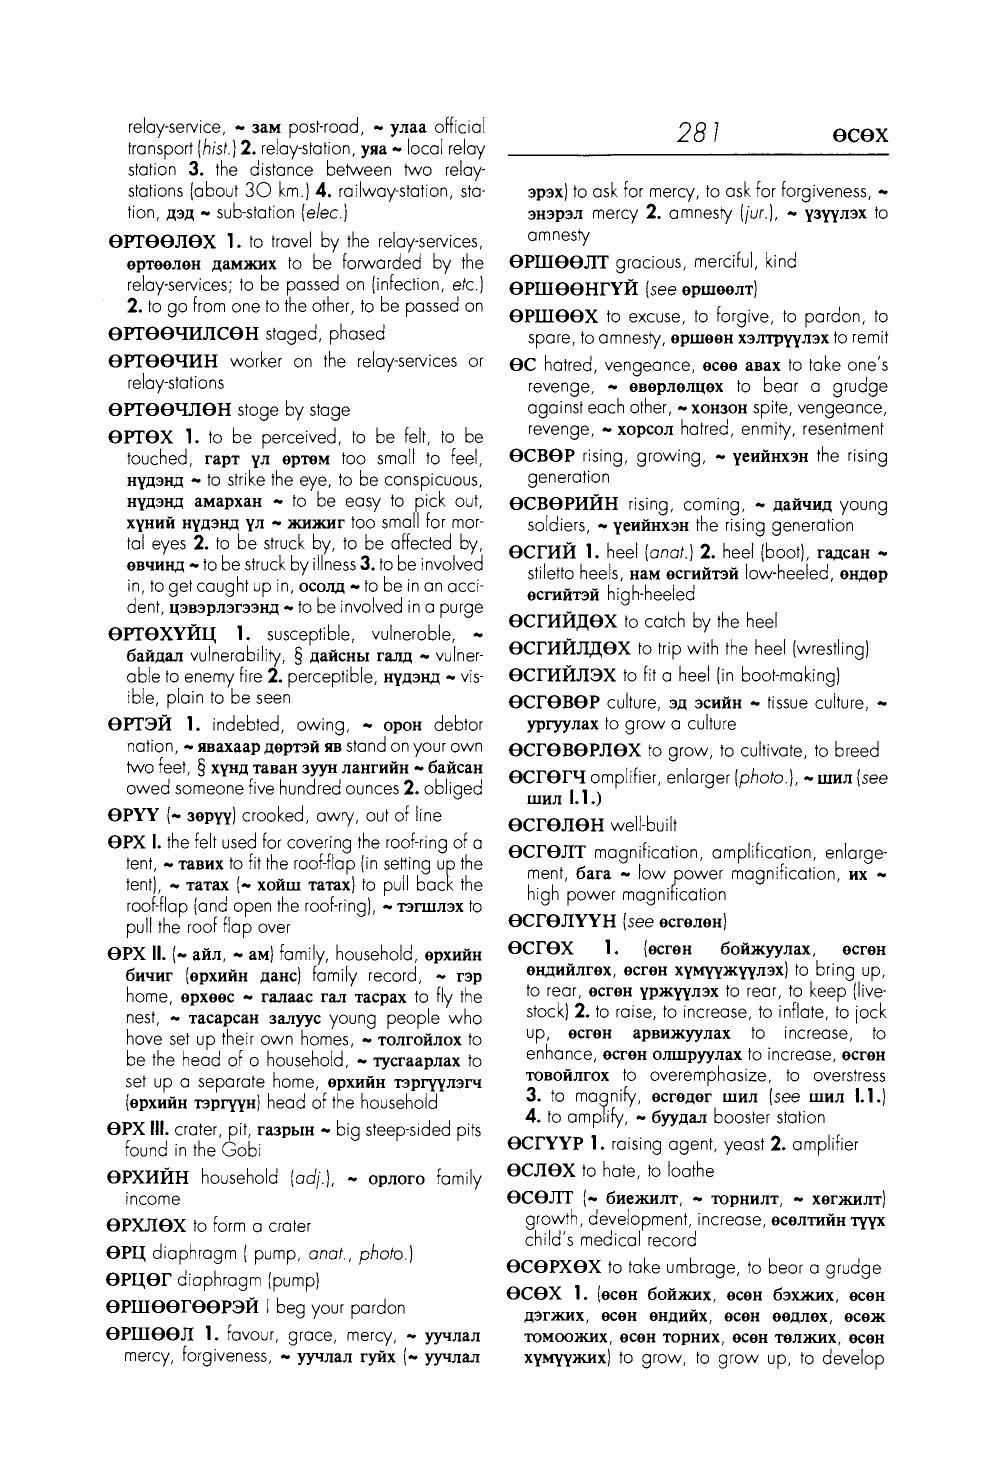 relay-service, ~ зам post-road, ~ улаа official
transport (hist.) 2. relay-station, уяа ~ local relay
station 3. the distance between two relay-
stations (about 30 km.) 4. railway-station, sta-
tion, дэд ~ sub-station (elec.)
ӨРТӨӨЛӨХ 1. to travel by the relay-services,
өртөөлөн дамжих to be forwarded by the
relay-services; to be passed on (infection, etc.)
2. to go from one to the other, to be passed on
ӨРТӨӨЧИЛСӨН staged, phased
ӨРТӨӨЧИН worker on the relay-services or
relay-stations
ӨРТӨӨЧЛӨН stoge by stage
ӨРТӨХ 1. to be perceived, to be felt, to be
touched, гарт үл өртөм too small to feel,
нүдэнд ~ to strike the eye, to be conspicuous,
нүдэнд амархан ~ to be easy to pick out,
хүний нүдэнд үл ~ жижиг too small for mor-
tal eyes 2. to be struck by, to be affected by,
өвчинд ~ to be struck by illness 3. to be involved
in, to get caught up in, осолд ~ to be in an acci-
dent, цэвэрлэгээнд ~ to be involved in a purge
ӨРТӨХҮЙЦ 1. susceptible, vulneroble, ~
байдал vulnerability, § дайсны галд ~ vulner-
able to enemy fire 2. perceptible, нүдэнд ~ vis-
ible, plain to be seen
ӨРТЭЙ 1. indebted, owing, ~ орон debtor
nation, ~ явахаар дөртэй яв stand on your own
two feet, § хүнд таван зуун лангийн ~ байсан
owed someone five hundred ounces 2. obliged
ӨРҮҮ (~ зөрүү) crooked, awry, out of line
ӨРХ I. the felt used for covering the roof-ring of a
tent, ~ тавих to fit the roof-flap (in setting up the
tent), ~ татах (~ хойш татах) to pull back the
roof-flap (and open the roof-ring), ~ тэгшлэх to
pull the roof flap over
ӨРХ II. (~ айл, ~ ам) family, household, өрхийн
бичиг (өрхийн данс) family record, ~ гэр
home, өрхөөс ~ галаас гал тасрах to fly the
nest, ~ тасарсан залуус young people who
hove set up their own homes, ~ толгойлох to
be the head of o household, ~ тусгаарлах to
set up a separate home, өрхийн тэргүүлэгч
(өрхийн тэргүүн) head of the household
ӨРХ III. crater, pit, газрын ~ big steep-sided pits
found in the Gobi
ӨРХИЙН household (adj.), ~ орлого family
income
ӨРХЛӨХ to form a crater
ӨРЦ diaphragm ( pump, anat., photo.)
ӨРЦӨГ diaphragm (pump)
ӨРШӨӨГӨӨРЭЙ I beg your pardon
ӨРШӨӨЛ 1. favour, grace, mercy, ~ уучлал
mercy, forgiveness, ~ уучлал гуйх (~ уучлал
281 ӨСӨХ
эрэх) to ask for mercy, to ask for forgiveness, ~
энэрэл mercy 2. amnesty (jur.), ~ үзүүлэх to
amnesty
ӨРШӨӨЛТ gracious, merciful, kind
ӨРШӨӨНГҮЙ (see өршөөлт)
ӨРШӨӨХ to excuse, to forgive, to pardon, to
spare, to amnesty, өршөөн хэлтрүүлэх to remit
ӨС hatred, vengeance, өсөө авах to take one's
revenge, ~ өвөрлөлцөх to bear a grudge
against each other, ~ хонзон spite, vengeance,
revenge, ~ хорсол hatred, enmity, resentment
ӨСВӨР rising, growing, ~ үеийнхэн the rising
generation
ӨСВӨРИЙН rising, coming, ~ дайчид young
soldiers, ~ үеийнхэн the rising generation
ӨСГИЙ 1. heel (anat.) 2. heel (boot), гадсан ~
stiletto heels, нам өсгийтэй low-heeled, өндөр
өсгийтэй high-heeled
ӨСГИЙДӨХ to catch by the heel
ӨСГИЙЛДӨХ to trip with the heel (wrestling)
ӨСГИЙЛЭХ to fit a heel (in boot-making)
ӨСГӨВӨР culture, эд эсийн ~ tissue culture, ~
ургуулах to grow a culture
ӨСГӨВӨРЛӨХ to grow, to cultivate, to breed
ӨСГӨГЧ omplifier, enlarger (photo.), ~ шил (see
шил I.1.)
ӨСГӨЛӨН well-built
ӨСГӨЛТ magnification, amplification, enlarge-
ment, бага ~ low power magnification, их ~
high power magnification
ӨСГӨЛҮҮН (see өсгөлөн)
ӨСГӨХ 1. (өсгөн бойжуулах, өсгөн
өндийлгөх, өсгөн хүмүүжүүлэх) to bring up,
to rear, өсгөн үржүүлэх to rear, to keep (live-
stock) 2. to raise, to increase, to inflate, to jock
up, өсгөн арвижуулах to increase, to
enhance, өсгөн олшруулах to increase, өсгөн
товойлгох to overemphasize, to overstress
3. to magnify, өсгөдөг шил (see шил I.1.)
4. to amplify, ~ буудал booster station
ӨСГҮҮР 1. raising agent, yeast 2. amplifier
ӨСЛӨХ to hate, to loathe
ӨСӨЛТ (~ биежилт, ~ торнилт, ~ хөгжилт)
growth, development, increase, өсөлтийн түүх
child's medical record
ӨСӨРХӨХ to take umbrage, to beor a grudge
ӨСӨХ 1. (өсөн бойжих, өсөн бэхжих, өсөн
дэгжих, өсөн өндийх, өсөн өөдлөх, өсөж
томоожих, өсөн торних, өсөн төлжих, өсөн
хүмүүжих) to grow, to grow up, to develop